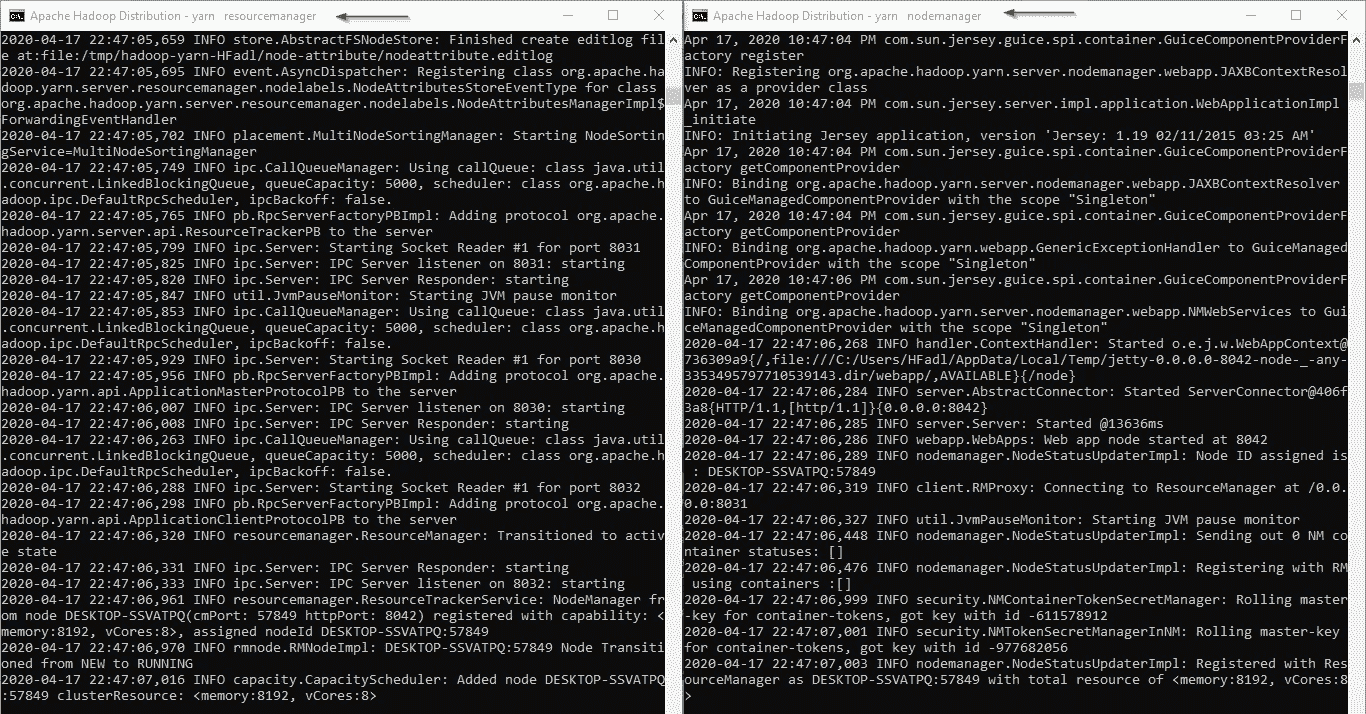 Apache Hadoop Distribution - yarn   resourcemanager
2020-04-17 22:47:05,659 INFO store.AbstractFSNodeStore: Finished create editlog fil
e at:file:/tmp/hadoop-yarn-HFadl/node-attribute/nodeattribute.editlog
2020-04-17 22:47:05,695 INFO event.AsyncDispatcher: Registering class org.apache.ha
doop.yarn.server.resourcemanager.nodelabels.NodeAttributesStoreEventType for class
org.apache.hadoop.yarn.server.resourcemanager.nodelabels.NodeAttributesManagerImpl$
ForwardingEventHandler
2020-04-17 22:47:05,702 INFO placement.MultiNodeSortingManager: Starting NodeSortin
gService=MultiNodeSortingManager
2020-04-17 22:47:05,749 INFO ipc.CallQueueManager: Using callQueue: class java.util
.concurrent.LinkedBlockingQueue, queueCapacity: 5000, scheduler: class org.apache.h
adoop.ipc.DefaultRpcScheduler, ipcBackoff: false.
2020-04-17 22:47:05,765 INFO pb.RpcServerFactoryPBImpl: Adding protocol org.apache.
hadoop.yarn.server.api.ResourceTrackerPB to the server
2020-04-17 22:47:05,799 INFO ipc.Server: Starting Socket Reader #1 for port 8031
2020-04-17 22:47:05,825 INFO ipc.Server: IPC Server listener on 8031: starting
2020-04-17 22:47:05,820 INFO ipc.Server: IPC Server Responder: starting
2020-04-17 22:47:05,847 INFO util.JvmPauseMonitor: Starting JVM pause monitor
2020-04-17 22:47:05,853 INFO ipc.CallQueueManager: Using callQueue: class java.util
.concurrent.LinkedBlockingQueue, queueCapacity: 5000, scheduler: class org.apache.h
adoop.ipc.DefaultRpcScheduler, ipcBackoff: false.
2020-04-17 22:47:05,929 INFO ipc.Server: Starting Socket Reader #1 for port 8030
2020-04-17 22:47:05,956 INFO pb.RpcServerFactoryPBImpl: Adding protocol org.apache.
hadoop.yarn.api.ApplicationMasterProtocolPB to the server
2020-04-17 22:47:06,007 INFO ipc.Server: IPC Server listener on 8030: starting
2020-04-17 22:47:06,008 INFO ipc.Server: IPC Server Responder: starting
2020-04-17 22:47:06,263 INFO ipc.CallQueueManager: Using callQueue: class java.util
.concurrent.LinkedBlockingQueue, queueCapacity: 5000, scheduler: class org.apache.h
adoop.ipc.DefaultRpcScheduler, ipcBackoff: false.
2020-04-17 22:47:06,288 INFO ipc.Server: Starting Socket Reader #1 for port 8032
2020-04-17 22:47:06,298 INFO pb.RpcServerFactoryPBImpl: Adding protocol org.apache.
hadoop.yarn.api.ApplicationClientProtocolPB to the server
2020-04-17 22:47:06,320 INFO resourcemanager.ResourceManager: Transitioned to activ
e state
2020-04-17 22:47:06,331 INFO ipc.Server: IPC Server Responder: starting
2020-04-17 22:47:06,333 INFO ipc.Server: IPC Server listener on 8032: starting
2020-04-17 22:47:06,961 INFO resourcemanager.ResourceTrackerService: NodeManager fr
om node DESKTOP-SSVATPQ(cmPort: 57849 httpPort: 8042) registered with capability: <
memory:8192, vCores:8>, assigned nodeId DESKTOP-SSVATPQ:57849
2020-04-17 22:47:06,970 INFO rmnode.RMNodeImpl: DESKTOP-SSVATPQ:57849 Node Transiti
oned from NEW to RUNNING
2020-04-17 22:47:07,016 INFO capacity.CapacityScheduler: Added node DESKTOP-SSVATPQ
:57849 clusterResource: <memory:8192, vCores:8>
Apache Hadoop Distribution - yarn   nodemanager
Apr 17, 2020 10:47:04 PM com.sun.jersey.guice.spi.container.GuiceComponentProviderF
actory register
INFO: Registering org.apache.hadoop.yarn.server.nodemanager.webapp.JAXBContextResol
ver as a provider class
Apr 17, 2020 10:47:04 PM com.sun.jersey.server.impl.application.WebApplicationImpl
_initiate
INFO: Initiating Jersey application, version 'Jersey: 1.19 02/11/2015 03:25 AM'
Apr 17, 2020 10:47:04 PM com.sun.jersey.guice.spi.container.GuiceComponentProviderF
actory getComponentProvider
INFO: Binding org.apache.hadoop.yarn.server.nodemanager.webapp.JAXBContextResolver
to GuiceManagedComponentProvider with the scope "Singleton"
Apr 17, 2020 10:47:04 PM com.sun.jersey.guice.spi.container.GuiceComponentProviderF
actory getComponentProvider
INFO: Binding org.apache.hadoop.yarn.webapp.GenericExceptionHandler to GuiceManaged
ComponentProvider with the scope "Singleton"
Apr 17, 2020 10:47:06 PM com.sun.jersey.guice.spi.container.GuiceComponentProviderF
actory getComponentProvider
INFO: Binding org.apache.hadoop.yarn.server.nodemanager.webapp.NMWebServices to Gui
ceManagedComponentProvider with the scope "Singleton"
2020-04-17 22:47:06,268 INFO handler.ContextHandler: Started o.e.j.w.WebAppContext@
736309a9{/,file:///C:/Users/HFadl/AppData/Local/Temp/jetty-0.0.0.0-8042-node-_-any-
3353495797710539143.dir/webapp/,AVAILABLE}{/node}
2020-04-17 22:47:06,284 INFO server.AbstractConnector: Started ServerConnector@406f
3a8{HTTP/1.1,[http/1.1]}{0.0.0.0:8042}
2020-04-17 22:47:06,285 INFO server.Server: Started @13636ms
2020-04-17 22:47:06,286 INFO webapp.WebApps: Web app node started at 8042
2020-04-17 22:47:06,289 INFO nodemanager.NodeStatusUpdaterImpl: Node ID assigned is
: DESKTOP-SSVATPQ:57849
2020-04-17 22:47:06,319 INFO client.RMProxy: Connecting to ResourceManager at /0.0.
0.0:8031
2020-04-17 22:47:06,327 INFO util.JvmPauseMonitor: Starting JVM pause monitor
2020-04-17 22:47:06,448 INFO nodemanager.NodeStatusUpdaterImpl: Sending out 0 NM co
ntainer statuses: []
2020-04-17 22:47:06,476 INFO nodemanager.NodeStatusUpdaterImpl: Registering with RM
using containers :[]
2020-04-17 22:47:06,999 INFO security.NMContainerTokenSecretManager: Rolling master
-key for container-tokens, got key with id -611578912
2020-04-17 22:47:07,001 INFO security.NMTokenSecretManagerInNM: Rolling master-key
for container-tokens, got key with id -977682056
2020-04-17 22:47:07,003 INFO nodemanager.NodeStatusUpdaterImpl: Registered with Res
ourceManager as DESKTOP-SSVATPQ:57849 with total resource of <memory:8192, vCores:8
>